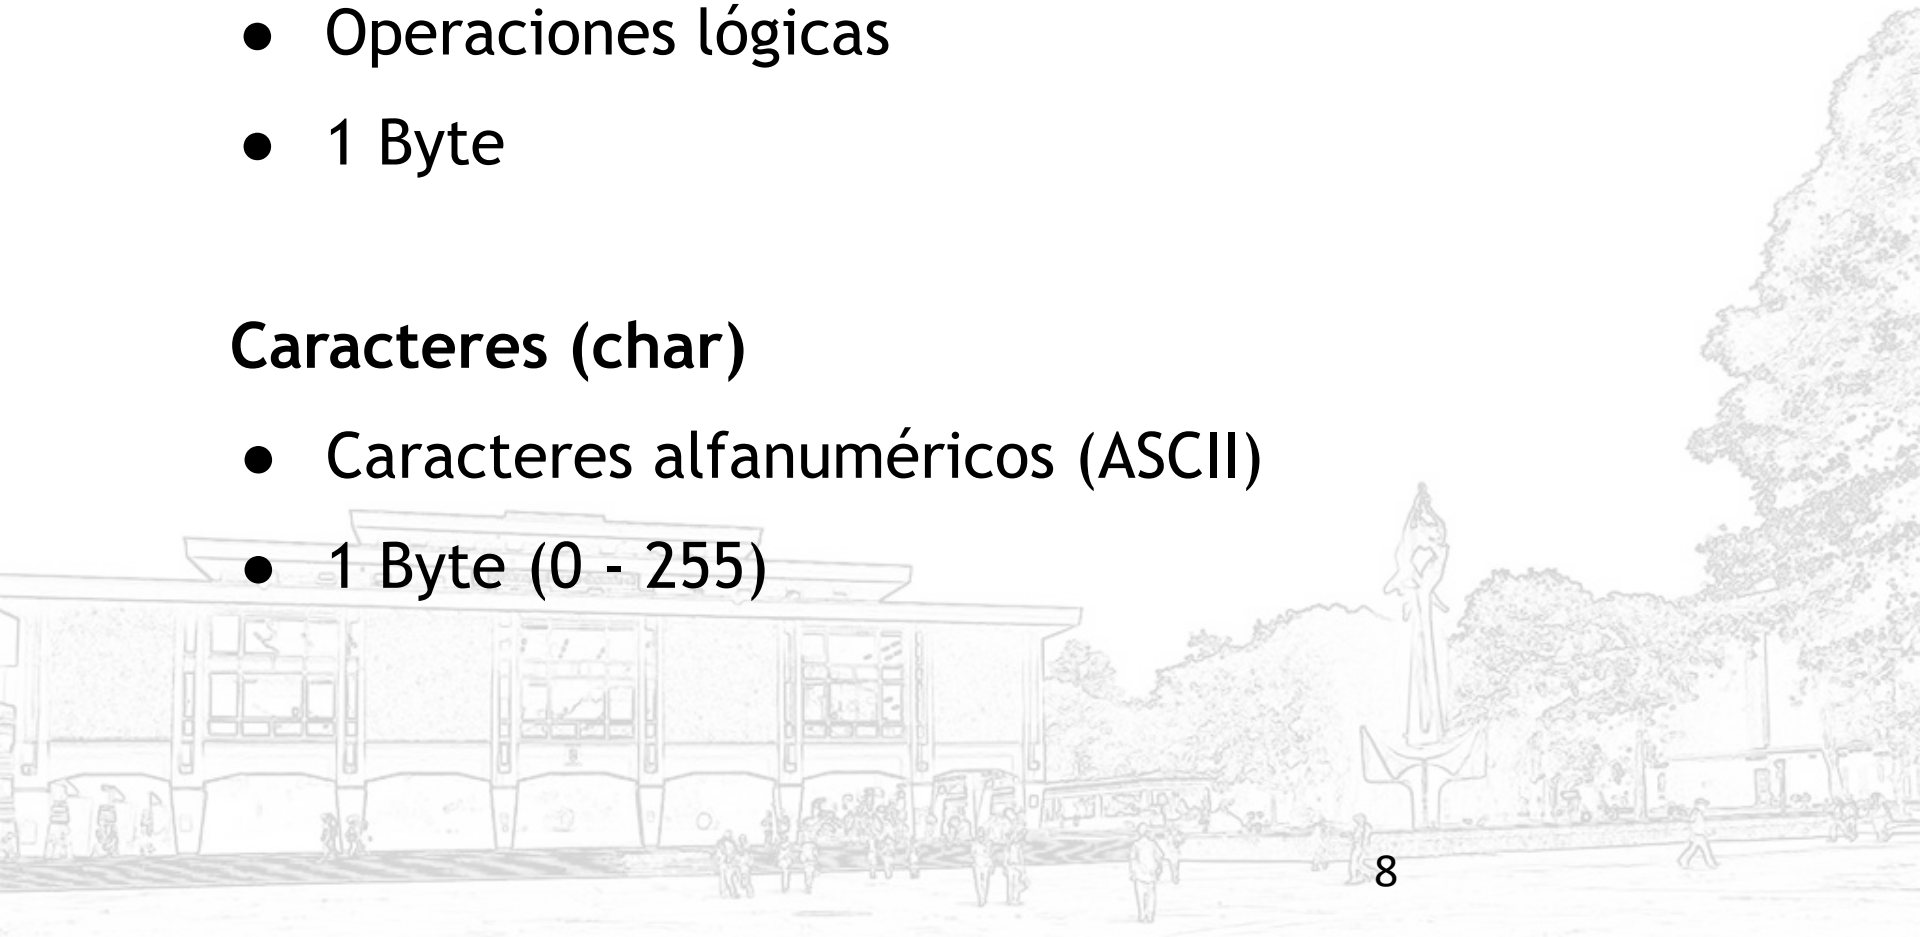 ● Operaciones lógicas
● 1 Byte
Caracteres (char)
● Caracteres alfanuméricos (ASCII)
● 1 Byte (0 - 255)
8